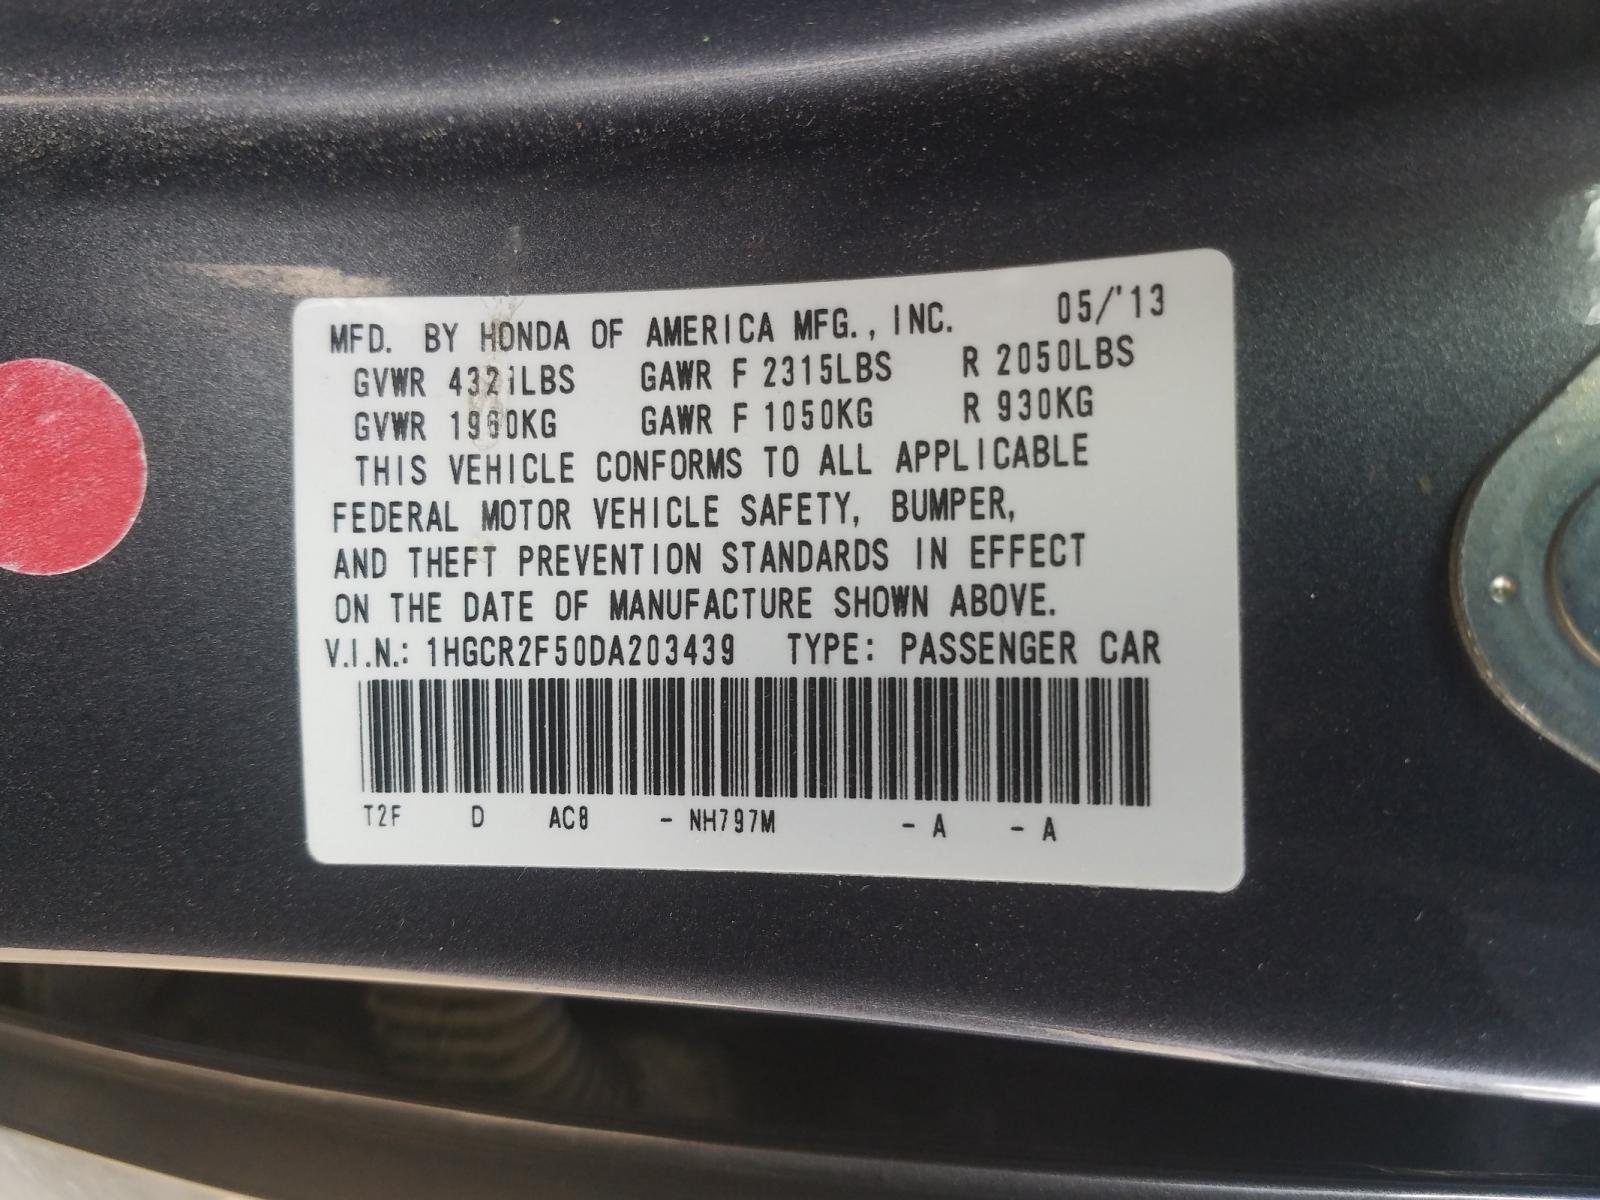 MFD. BY HONDA OF AMERICA MFG., INC. 05/'13
GVWR 4321LBS GAWR F 2315LBS R 2050LBS
GVWR 1960KG GAWR F 1050KG R 930KG
THIS VEHICLE CONFORMS TO ALL APPLICABLE
FEDERAL MOTOR VEHICLE SAFETY, BUMPER,
AND THEFT PREVENTION STANDARDS IN EFFECT
ON THE DATE OF MANUFACTURE SHOWN ABOVE.
V.I.N.: 1HGCR2F50DA203439 TYPE: PASSENGER CAR
T2F D AC8 - NH797M - A - A